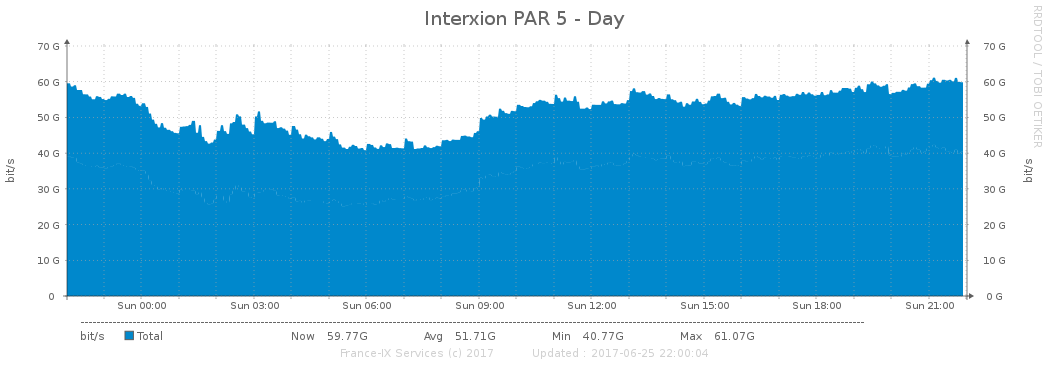 Interxion PAR 5 - Day
RRDTOOL / TOBI OETIKER
bit/s
70 G 70 G
60 G 60 G
50 G 50 G
40 G 40 G
30 G 30 G
20 G 20 G
10 G 10 G
0 0 G
bit/s
Sun 00:00 Sun 03:00 Sun 06:00 Sun 09:00 Sun 12:00 Sun 15:00 Sun 18:00 Sun 21:00
bit/s Total Now 59.77G Avg 51.71G Min 40.77G Max 61.07G
France-IX Services (c) 2017 Updated : 2017-06-25 22:00:04